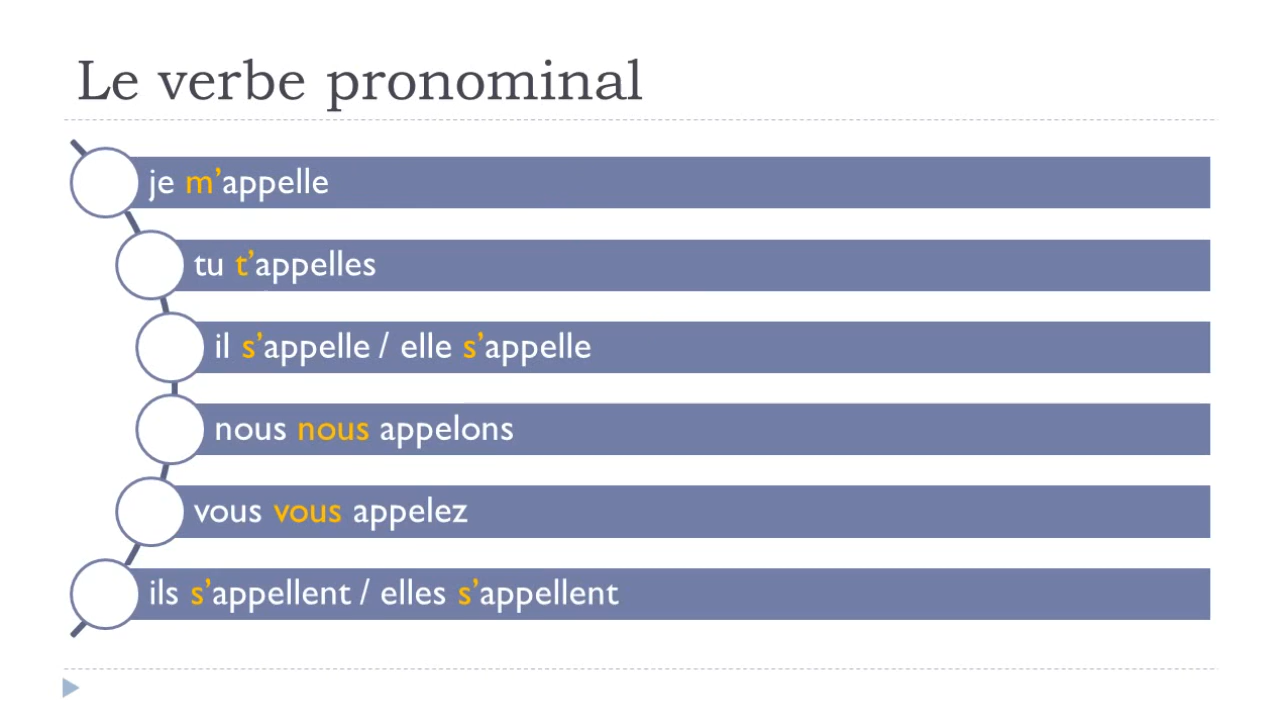 Le verbe pronominal
je m’appelle
tu t’appelles
il s’appelle / elle s’appelle
nous nous appelons
vous vous appelez
ils s’appellent / elles s’appellent